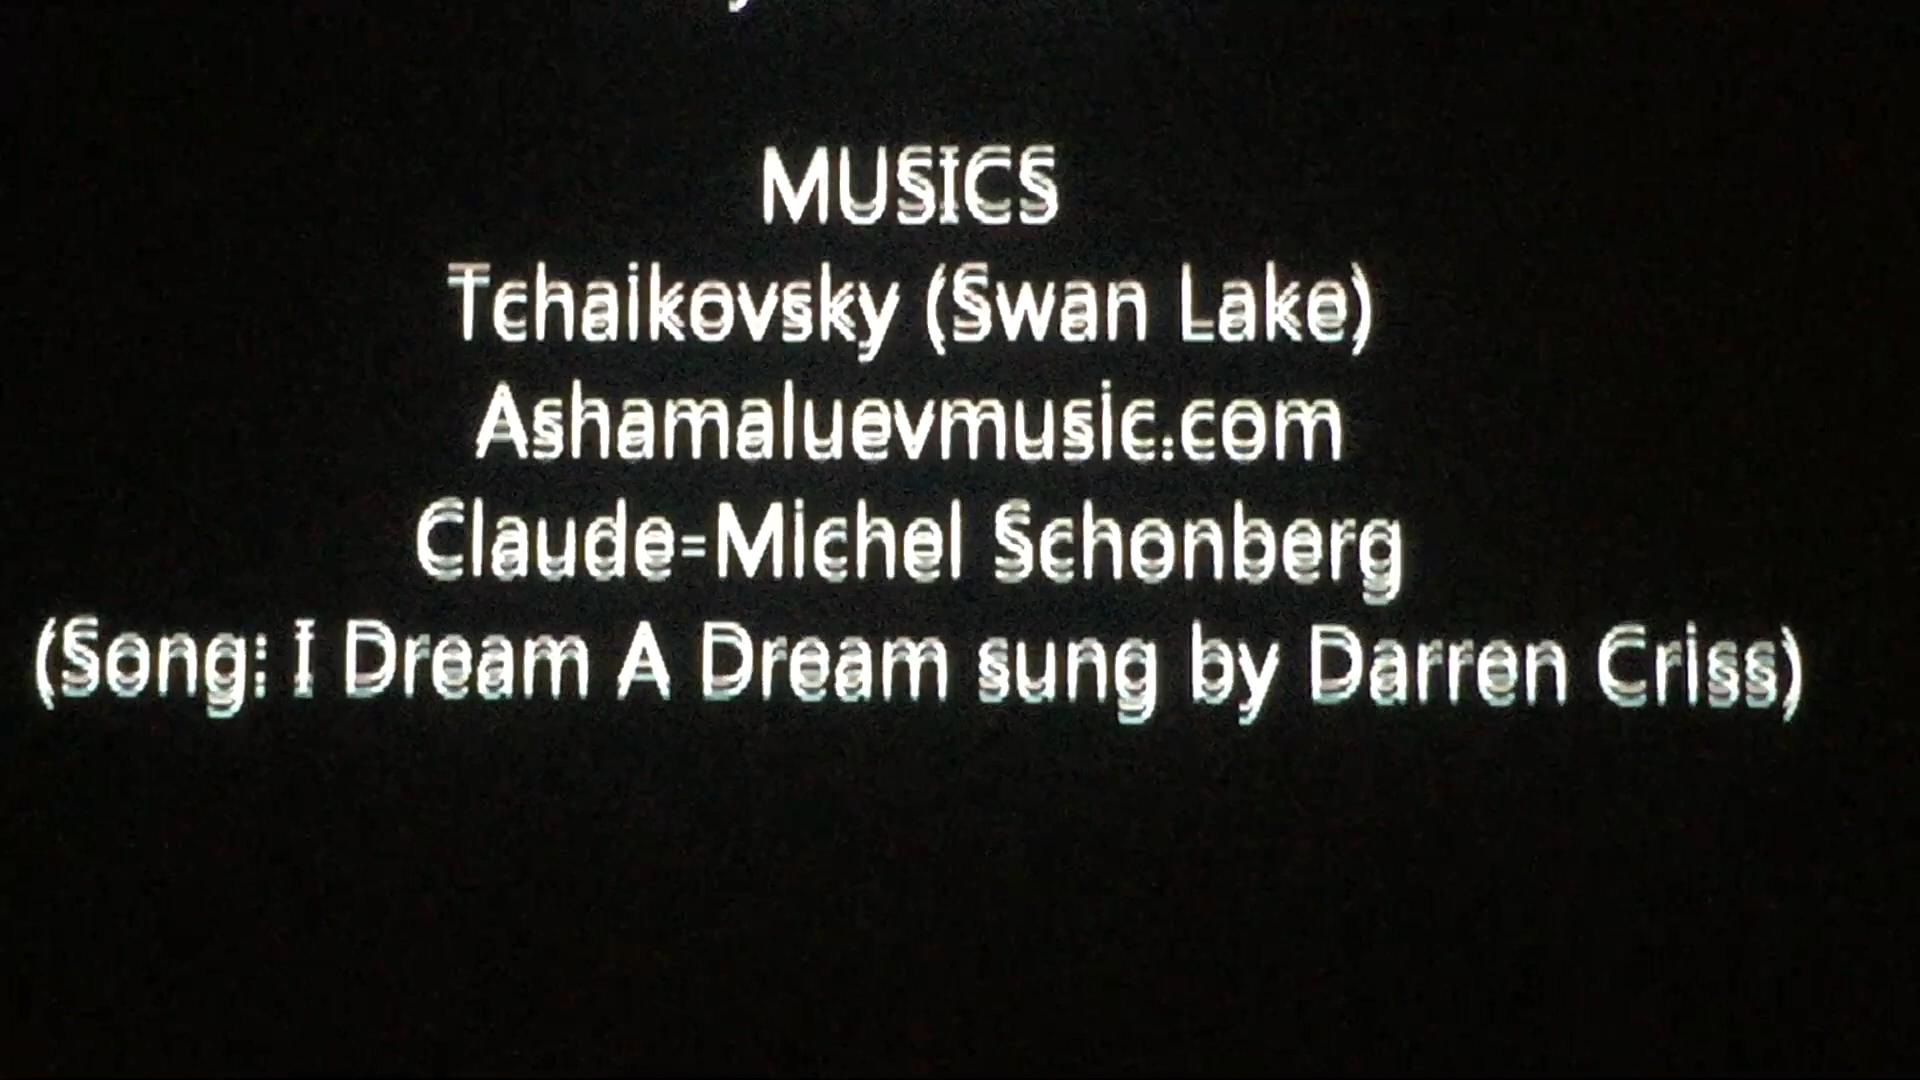 MUSICS
Tchaikovsky (Swan Lake)
Ashamaluevmusic.com
Claude-Michel Schonberg
(Song: I Dream A Dream sung by Darren Criss)